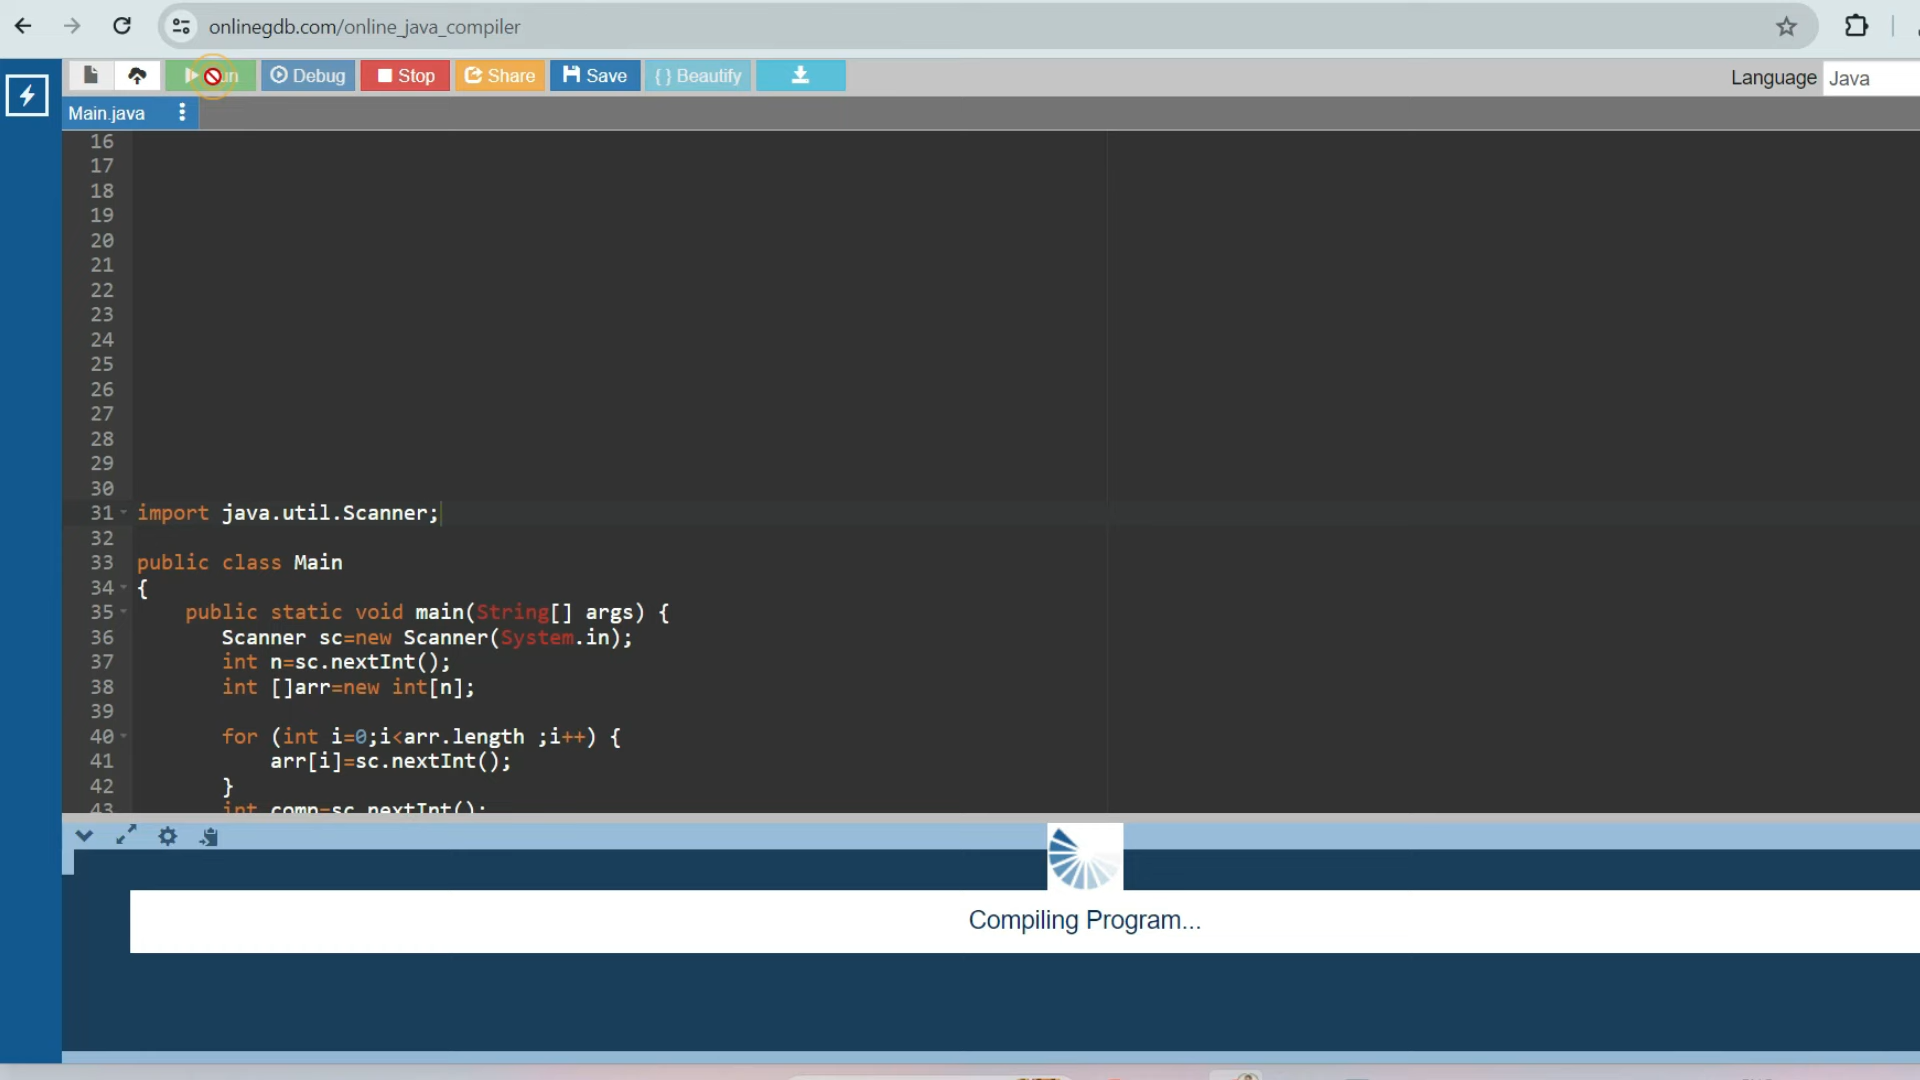 onlinegdb.com/online_java_compiler
Debug Stop Share Save {} Beautify Language Java
Main.java
16
17
18
19
20
21
22
23
24
25
26
27
28
29
30
31 import java.util.Scanner;
32
33 public class Main
34 {
35 public static void main(String[] args) {
36 Scanner sc=new Scanner(System.in);
37 int n=sc.nextInt();
38 int []arr=new int[n];
39
40 for (int i=0;i<arr.length ;i++) {
41 arr[i]=sc.nextInt();
42 }
43 int comp=sc.nextInt();
Compiling Program...